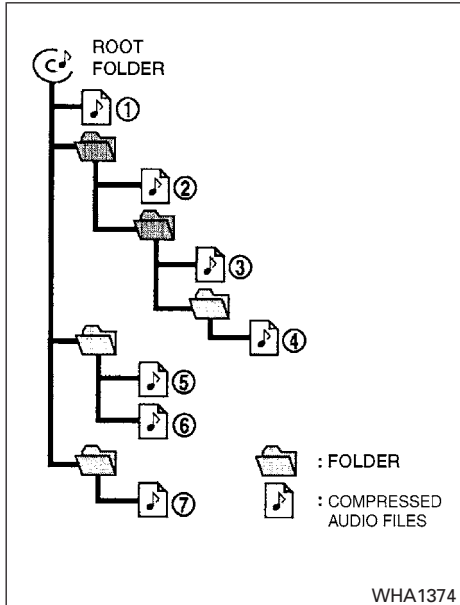 ROOT
FOLDER
①
②
③
④
⑤
⑥
⑦
: FOLDER
: COMPRESSED
AUDIO FILES
WHA1374